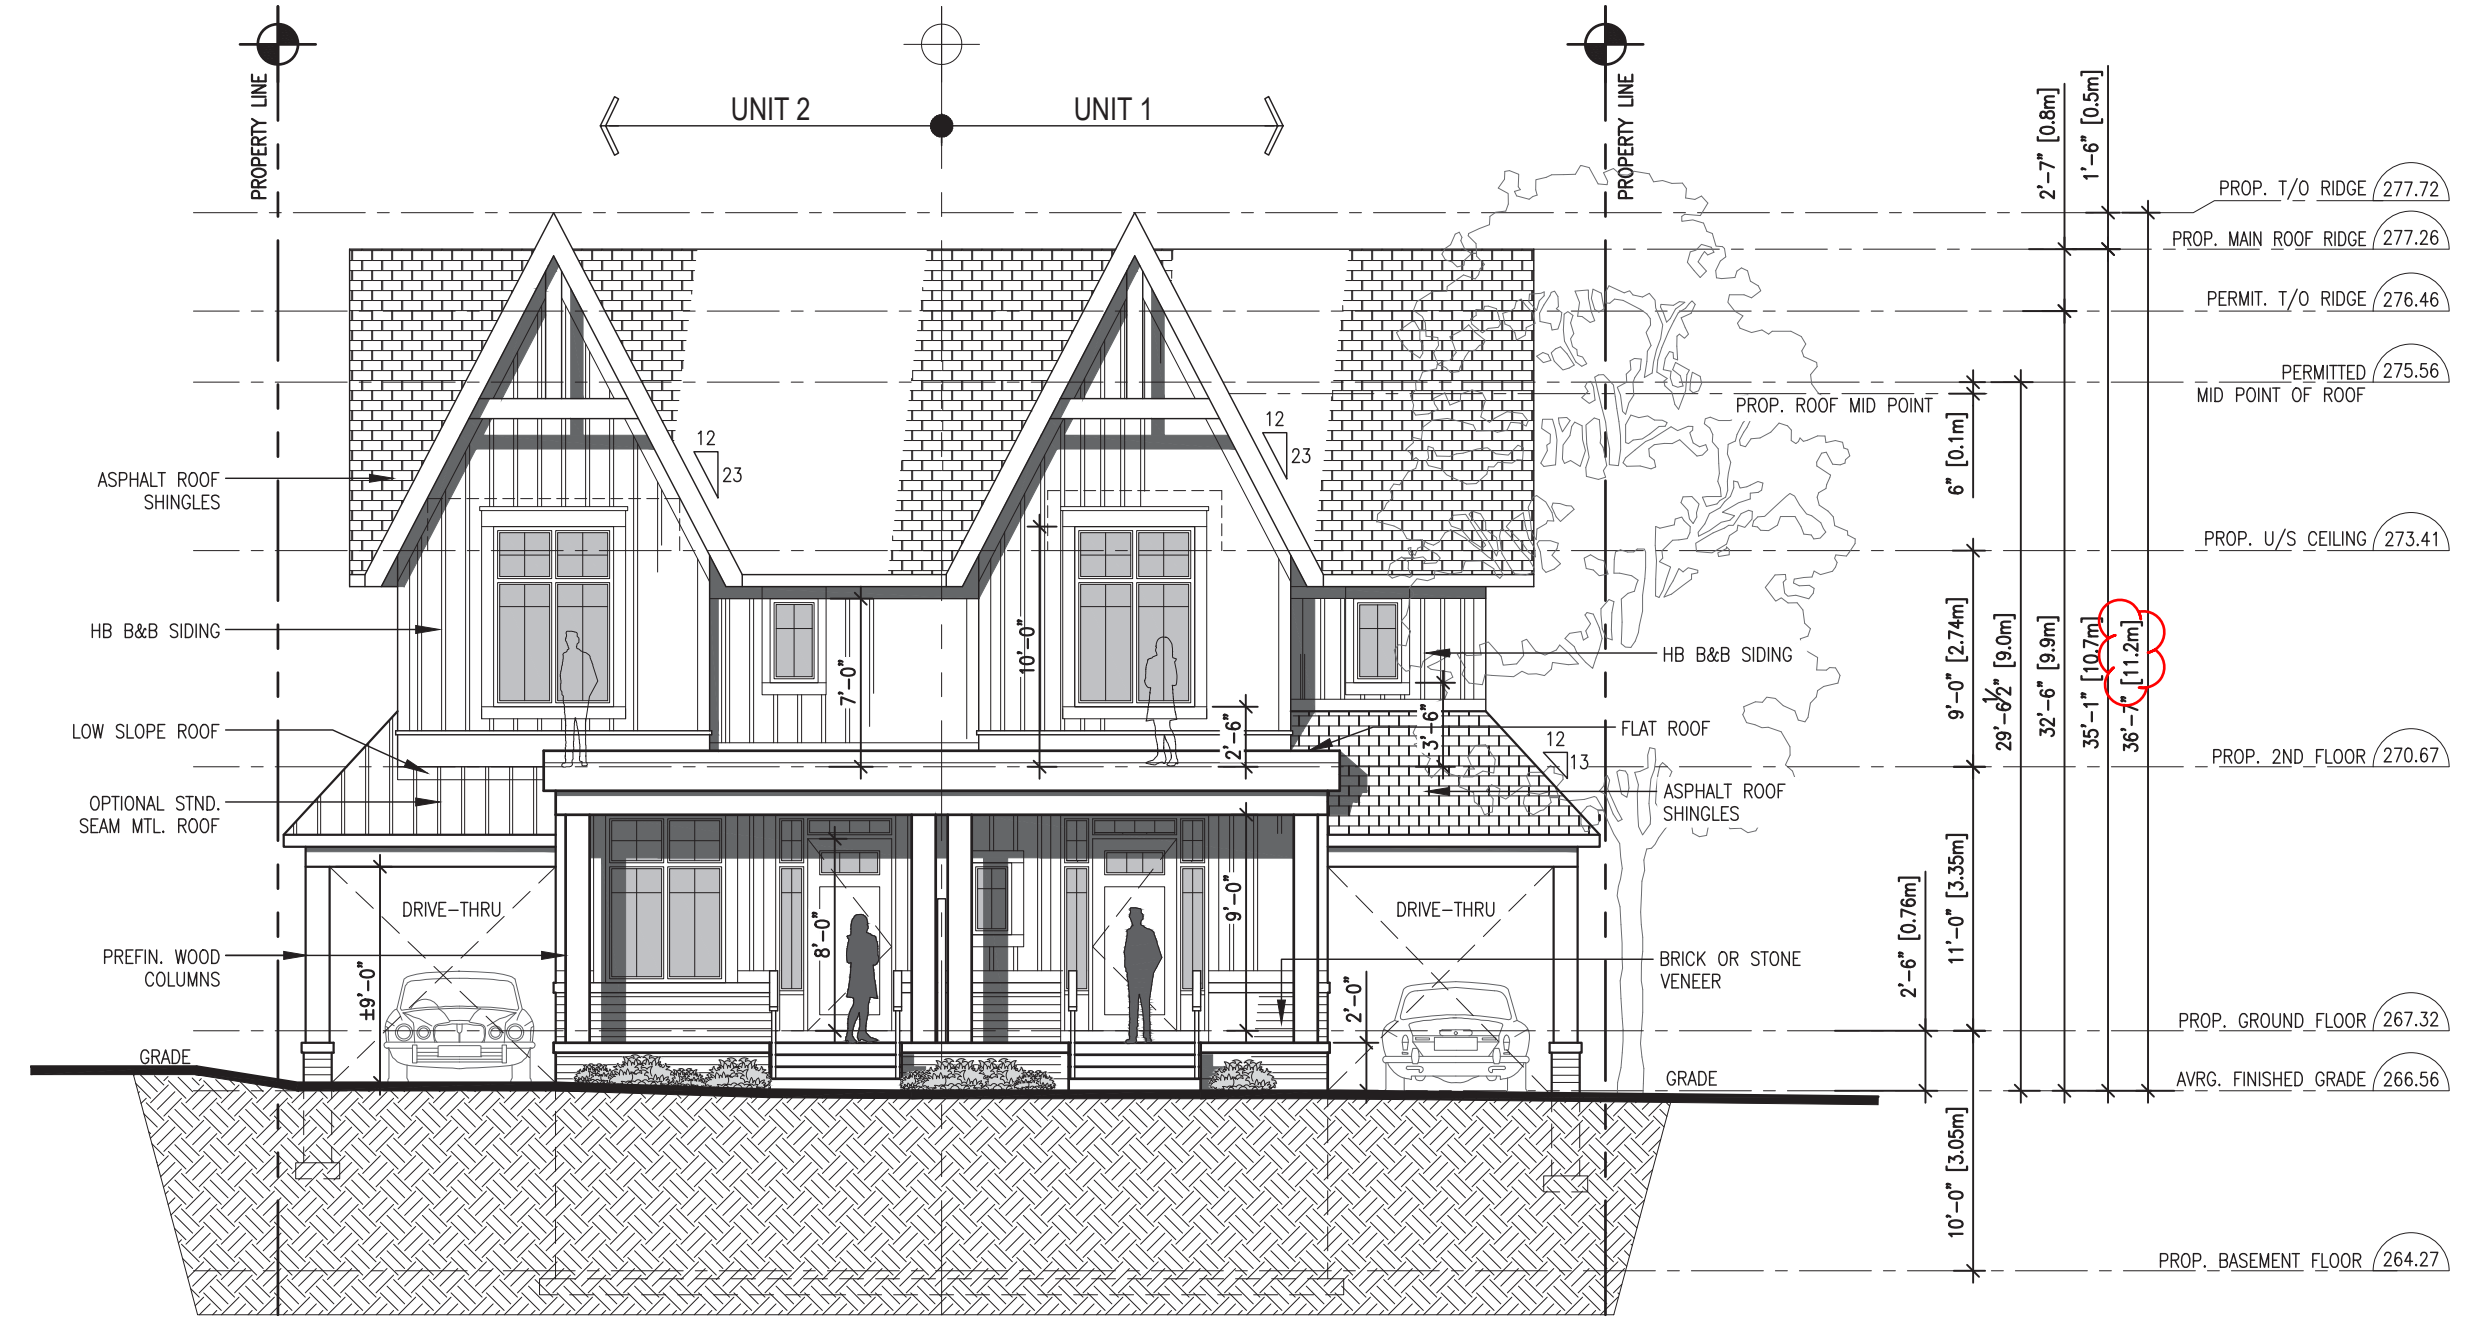 PROPERTY LINE
UNIT 2
UNIT 1
PROPERTY LINE
2'-7" [0.8m]
1'-6" [0.5m]
PROP. T/O RIDGE 277.72
PROP. MAIN ROOF RIDGE 277.26
PERMIT. T/O RIDGE 276.46
PERMITTED 275.56
MID POINT OF ROOF
PROP. ROOF MID POINT
6" [0.1m]
12
23
12
23
ASPHALT ROOF
SHINGLES
PROP. U/S CEILING 273.41
HB B&B SIDING
7'-0"
10'-0"
HB B&B SIDING
9'-0" [2.74m]
29'-6½" [9.0m]
32'-6" [9.9m]
35'-1" [10.7m]
36'-7" [11.2m]
LOW SLOPE ROOF
2'-6"
3'-6"
FLAT ROOF
12
13
PROP. 2ND FLOOR 270.67
OPTIONAL STND.
SEAM MTL. ROOF
ASPHALT ROOF
SHINGLES
DRIVE-THRU
8'-0"
9'-0"
DRIVE-THRU
2'-6" [0.76m]
11'-0" [3.35m]
PREFIN. WOOD
COLUMNS
±9'-0"
2'-0"
BRICK OR STONE
VENEER
PROP. GROUND FLOOR 267.32
GRADE
GRADE
AVRG. FINISHED GRADE 266.56
10'-0" [3.05m]
PROP. BASEMENT FLOOR 264.27